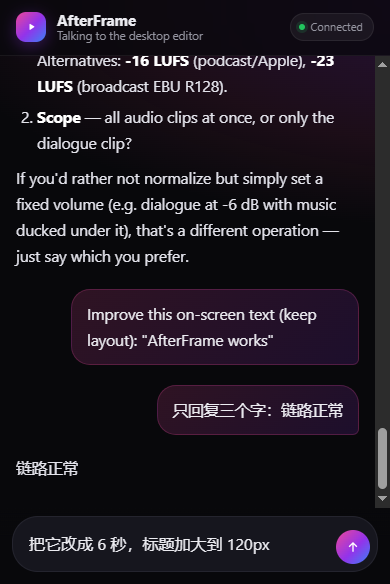 AfterFrame
Talking to the desktop editor
Connected
Alternatives: -16 LUFS (podcast/Apple), -23
LUFS (broadcast EBU R128).
2. Scope — all audio clips at once, or only the
dialogue clip?
If you'd rather not normalize but simply set a
fixed volume (e.g. dialogue at -6 dB with music
ducked under it), that's a different operation —
just say which you prefer.
Improve this on-screen text (keep
layout): "AfterFrame works"
只回复三个字：链路正常
链路正常
把它改成 6 秒，标题加大到 120px